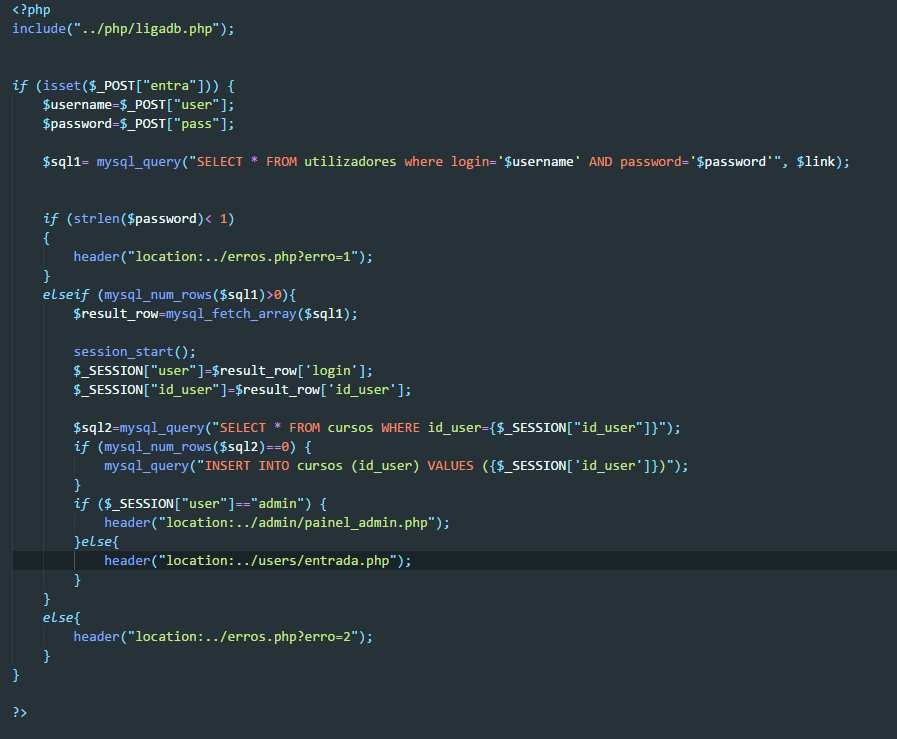 <?php
include("../php/ligadb.php");
if (isset($_POST["entra"])) {
$username=$_POST["user"];
$password=$_POST["pass"];
$sql1= mysql_query("SELECT * FROM utilizadores where login='$username' AND password='$password'", $link);
if (strlen($password)< 1)
{
header("location:../erros.php?erro=1");
}
elseif (mysql_num_rows($sql1)>0){
$result_row=mysql_fetch_array($sql1);
session_start();
$_SESSION["user"]=$result_row['login'];
$_SESSION["id_user"]=$result_row['id_user'];
$sql2=mysql_query("SELECT * FROM cursos WHERE id_user={$_SESSION["id_user"]}");
if (mysql_num_rows($sql2)==0) {
mysql_query("INSERT INTO cursos (id_user) VALUES ({$_SESSION['id_user']})");
}
if ($_SESSION["user"]=="admin") {
header("location:../admin/painel_admin.php");
}else{
header("location:../users/entrada.php");
}
}
else{
header("location:../erros.php?erro=2");
}
}
?>